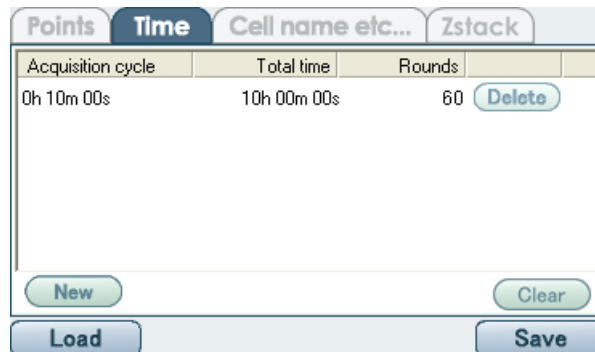 Points Time Cell name etc... Zstack
Acquisition cycle Total time Rounds
0h 10m 00s 10h 00m 00s 60 Delete
New Clear
Load Save